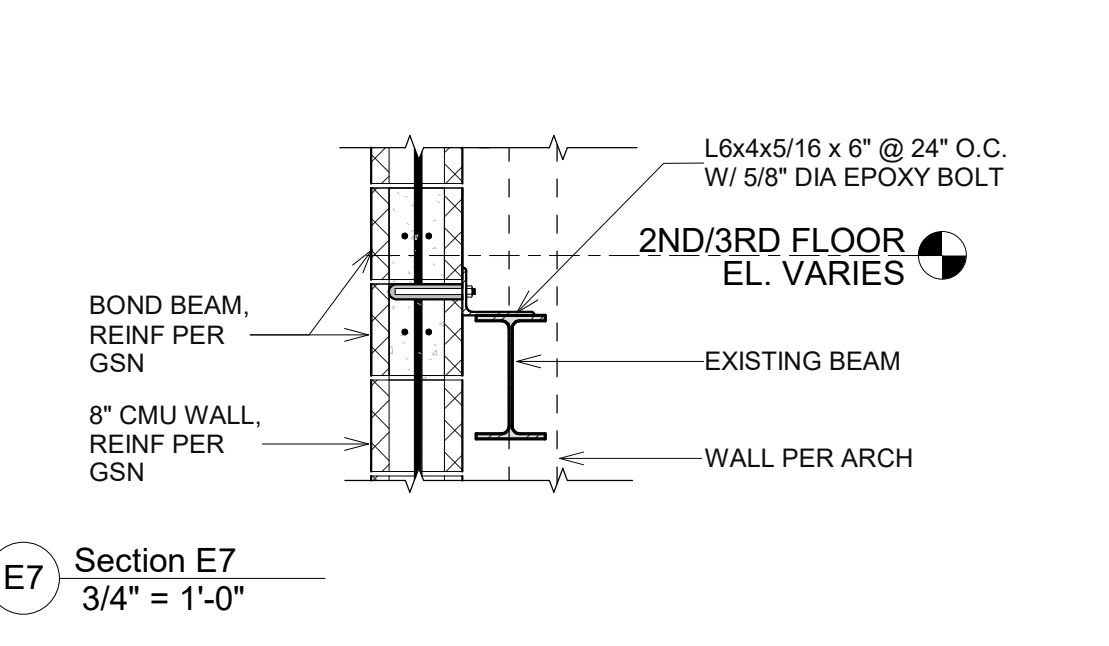 L6x4x5/16 x 6" @ 24" O.C.
W/ 5/8" DIA EPOXY BOLT
2ND/3RD FLOOR
EL. VARIES
BOND BEAM,
REINF PER
GSN
EXISTING BEAM
8" CMU WALL,
REINF PER
GSN
WALL PER ARCH
E7
Section E7
3/4" = 1'-0"